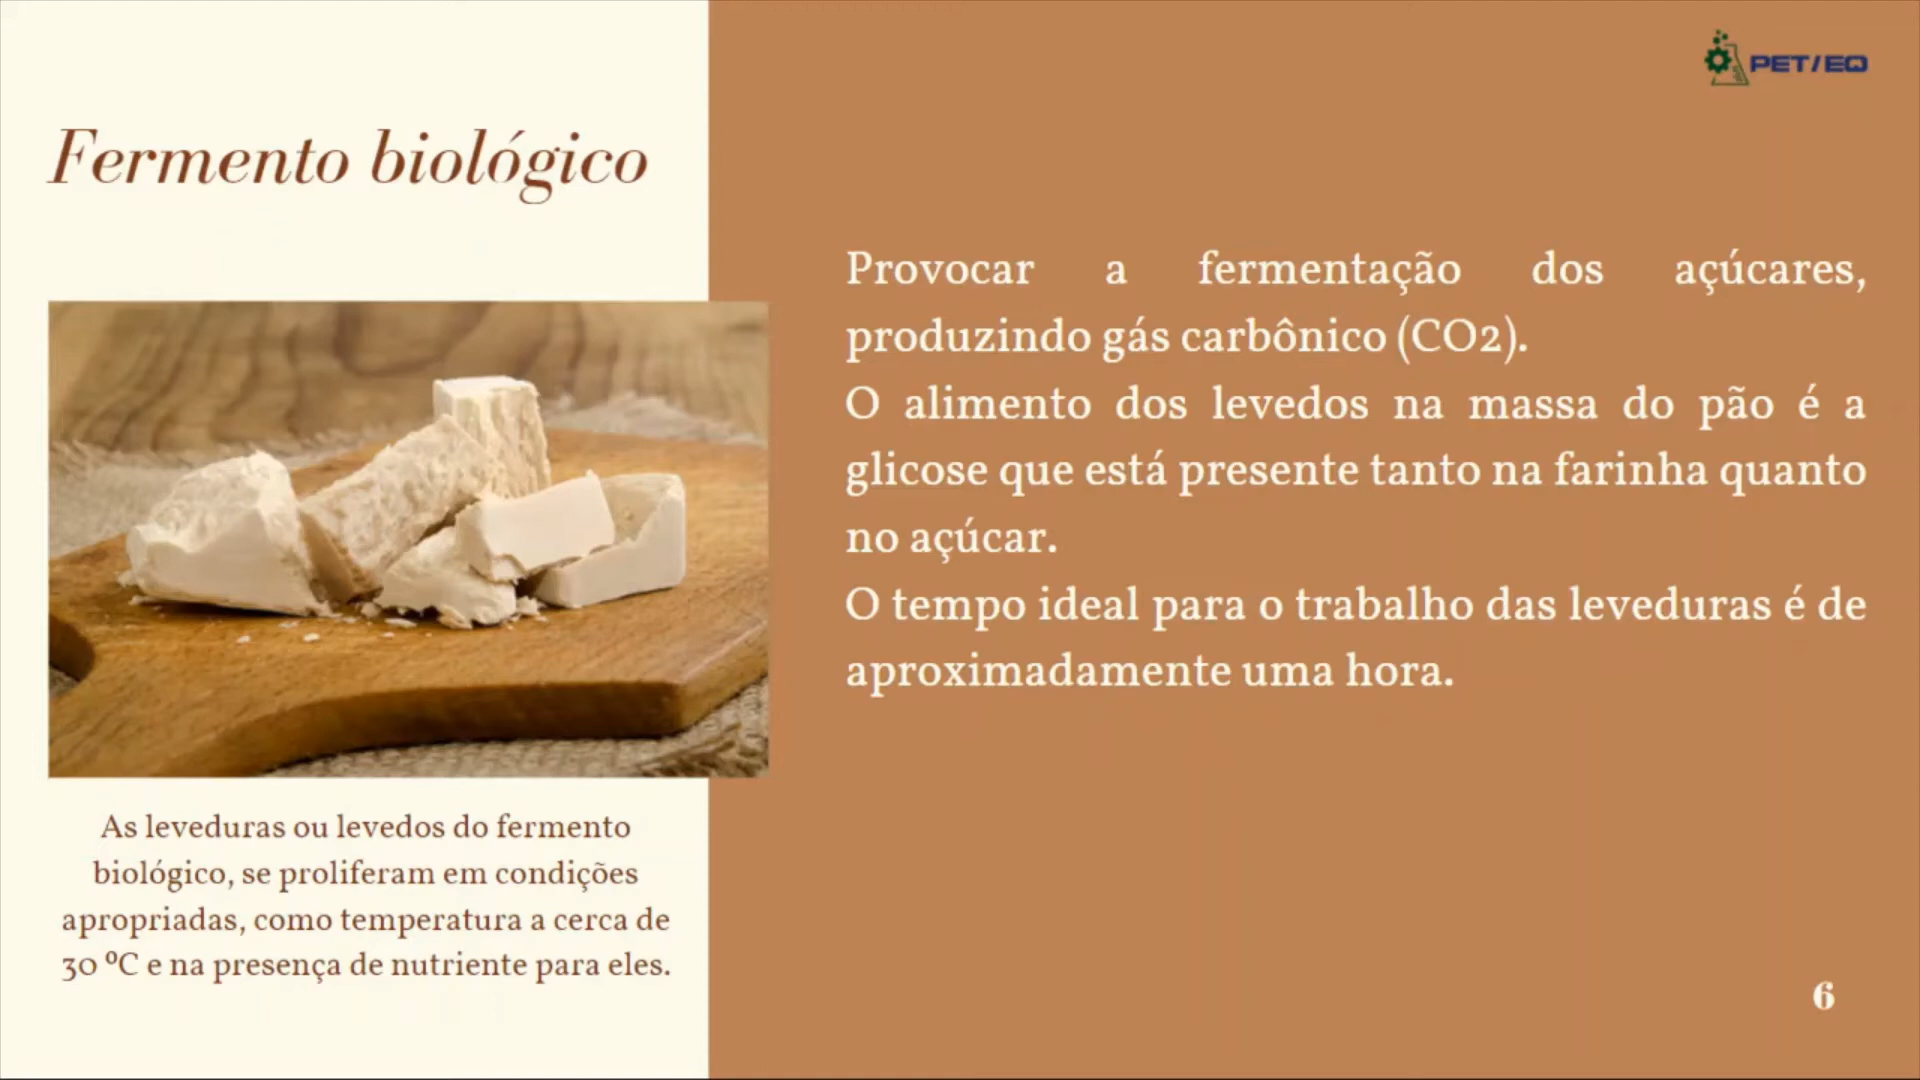 PET/EQ
Fermento biológico
Provocar a fermentação dos açúcares,
produzindo gás carbônico (CO2).
O alimento dos levedos na massa do pão é a
glicose que está presente tanto na farinha quanto
no açúcar.
O tempo ideal para o trabalho das leveduras é de
aproximadamente uma hora.
As leveduras ou levedos do fermento
biológico, se proliferam em condições
apropriadas, como temperatura a cerca de
30 ºC e na presença de nutriente para eles.
6